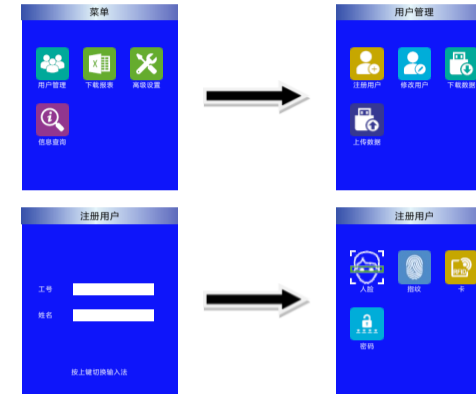 菜单
用户管理 下载报表 高级设置
信息查询
用户管理
注册用户 修改用户 下载数据
上传数据
注册用户
工号
姓名
按上键切换输入法
注册用户
人脸 指纹 卡
密码